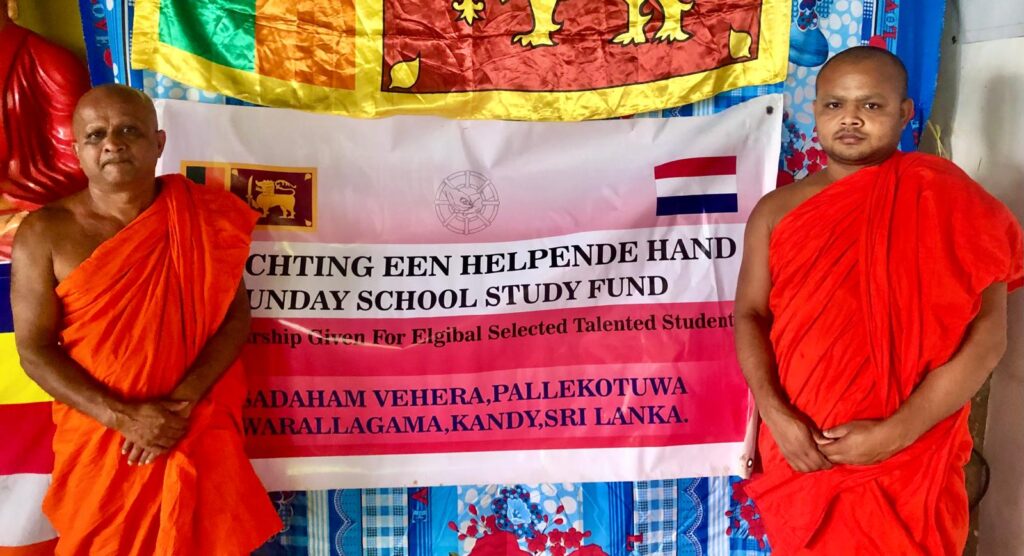 CHTING EEN HELPENDE HAND
UNDAY SCHOOL STUDY FUND
rship Given For Elgibal Selected Talented Student
SADAHAM VEHERA,PALLEKOTUWA
WARALLAGAMA,KANDY,SRI LANKA.